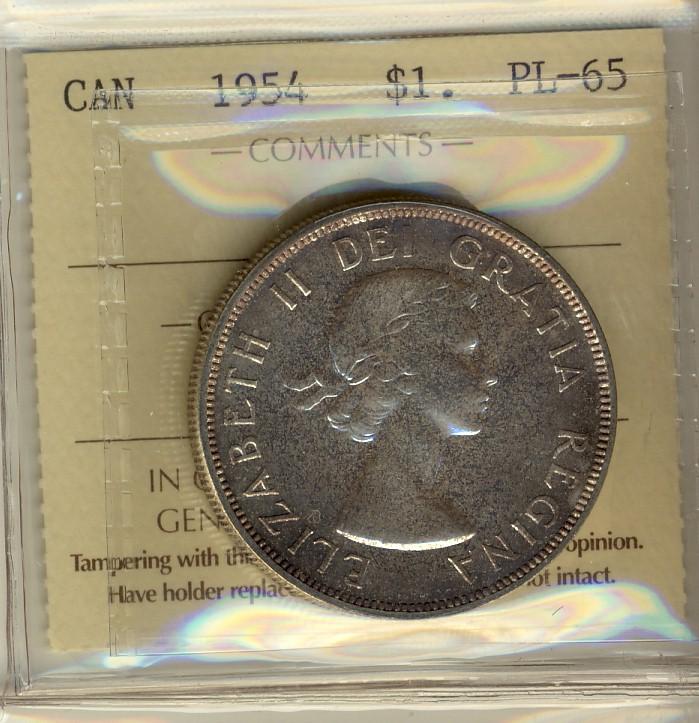 CAN 1954 $1. PL-65
— COMMENTS —
ELIZABETH II DEI GRATIA REGINA
— G
IN C
GEN
Tampering with the opinion.
Have holder replac ot intact.